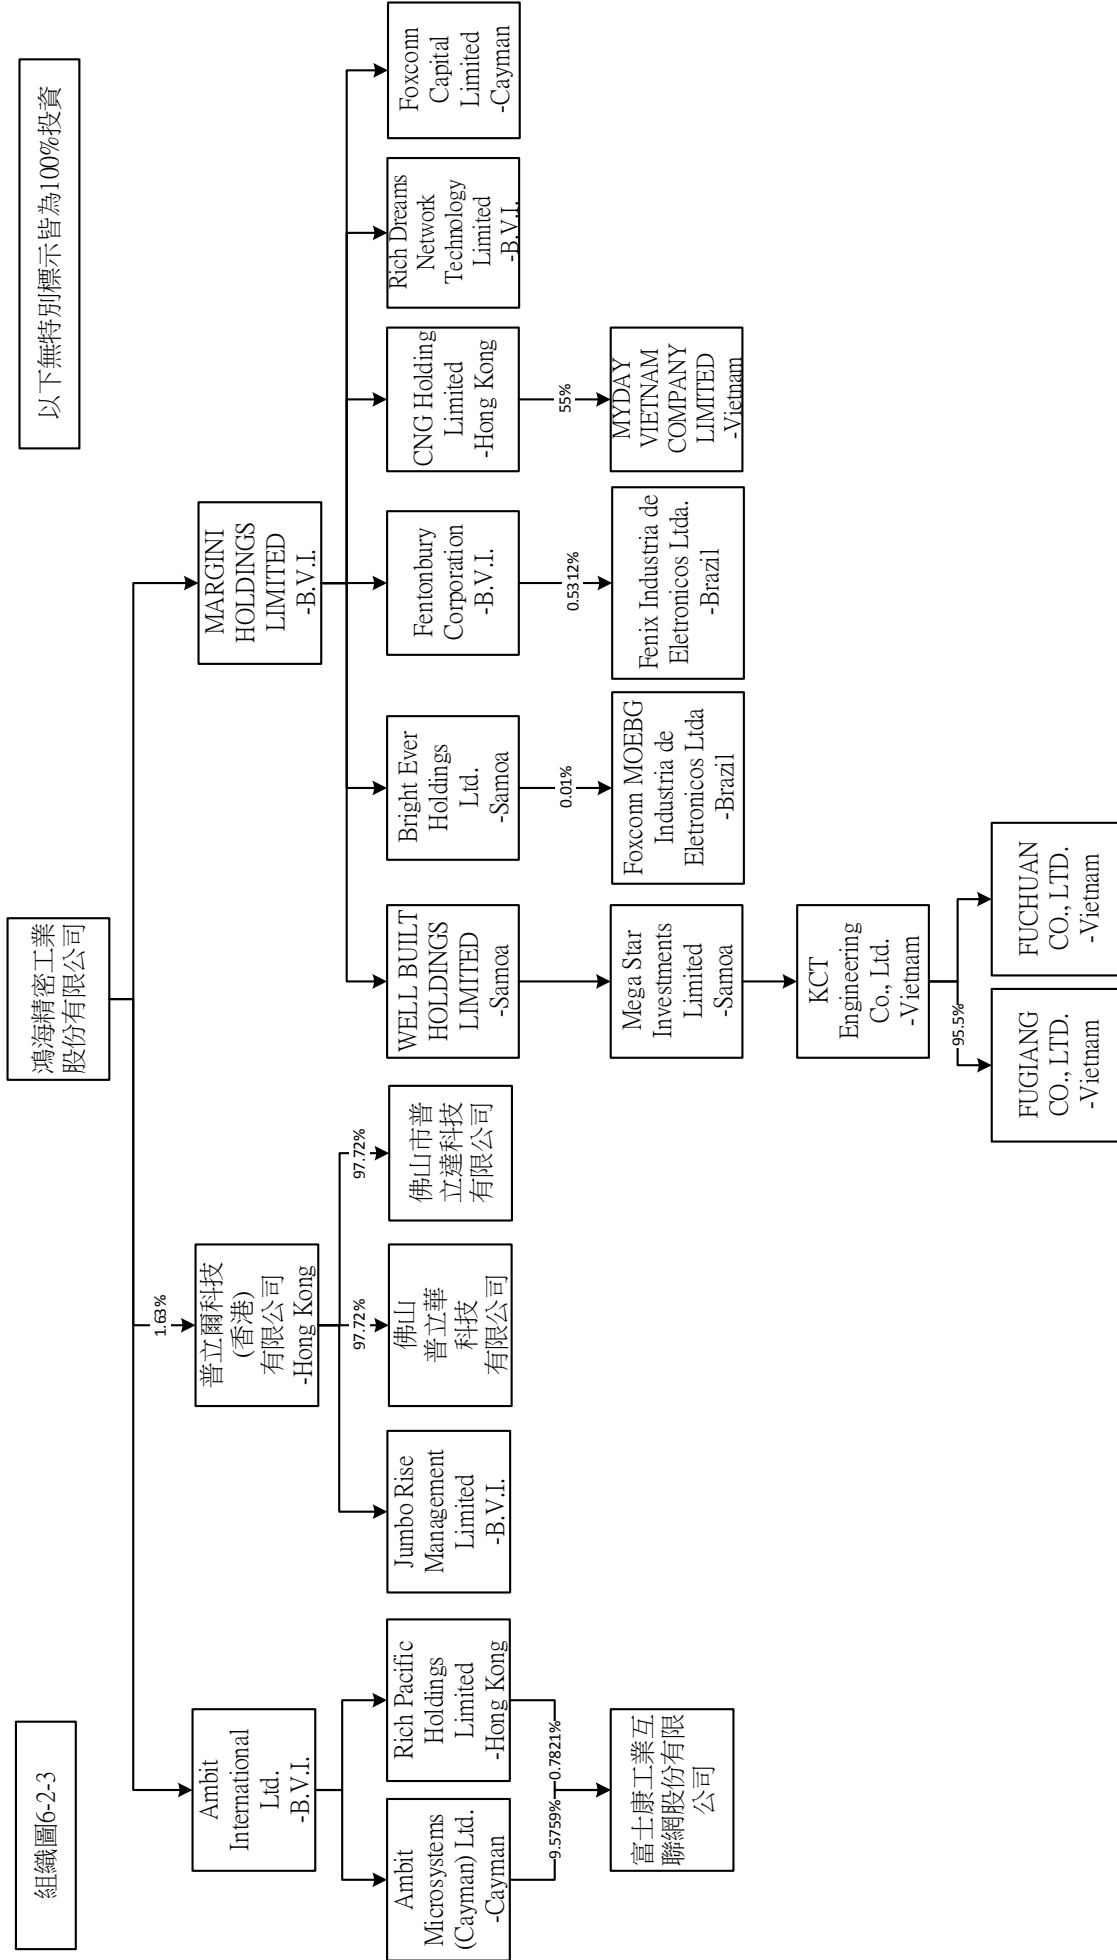 組織圖6-2-3
以下無特別標示皆為100%投資
鴻海精密工業
股份有限公司
1.63%
Ambit
International
Ltd.
-B.V.I.
普立爾科技
(香港)
有限公司
-Hong Kong
MARGINI
HOLDINGS
LIMITED
-B.V.I.
97.72%
97.72%
Ambit
Microsystems
(Cayman) Ltd.
-Cayman
Rich Pacific
Holdings
Limited
-Hong Kong
Jumbo Rise
Management
Limited
-B.V.I.
佛山
普立華
科技
有限公司
佛山市普
立達科技
有限公司
WELL BUILT
HOLDINGS
LIMITED
-Samoa
Bright Ever
Holdings
Ltd.
-Samoa
Fentonbury
Corporation
-B.V.I.
CNG Holding
Limited
-Hong Kong
Rich Dreams
Network
Technology
Limited
-B.V.I.
Foxconn
Capital
Limited
-Cayman
9.5759%
0.7821%
0.01%
0.5312%
55%
富士康工業互
聯網股份有限
公司
Mega Star
Investments
Limited
-Samoa
Foxconn MOEBG
Industria de
Eletronicos Ltda
-Brazil
Fenix Industria de
Eletronicos Ltda.
-Brazil
MYDAY
VIETNAM
COMPANY
LIMITED
-Vietnam
KCT
Engineering
Co., Ltd.
-Vietnam
95.5%
FUGIANG
CO., LTD.
-Vietnam
FUCHUAN
CO., LTD.
-Vietnam